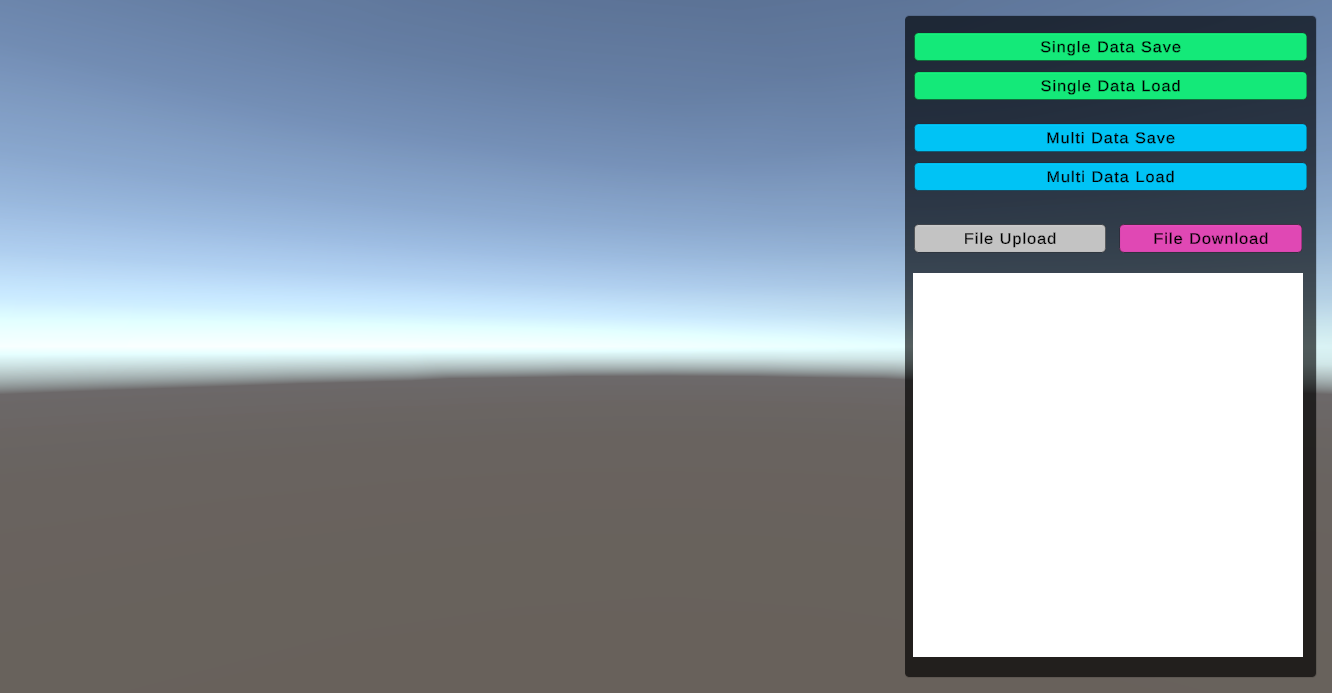 Single Data Save
Single Data Load
Multi Data Save
Multi Data Load
File Upload
File Download